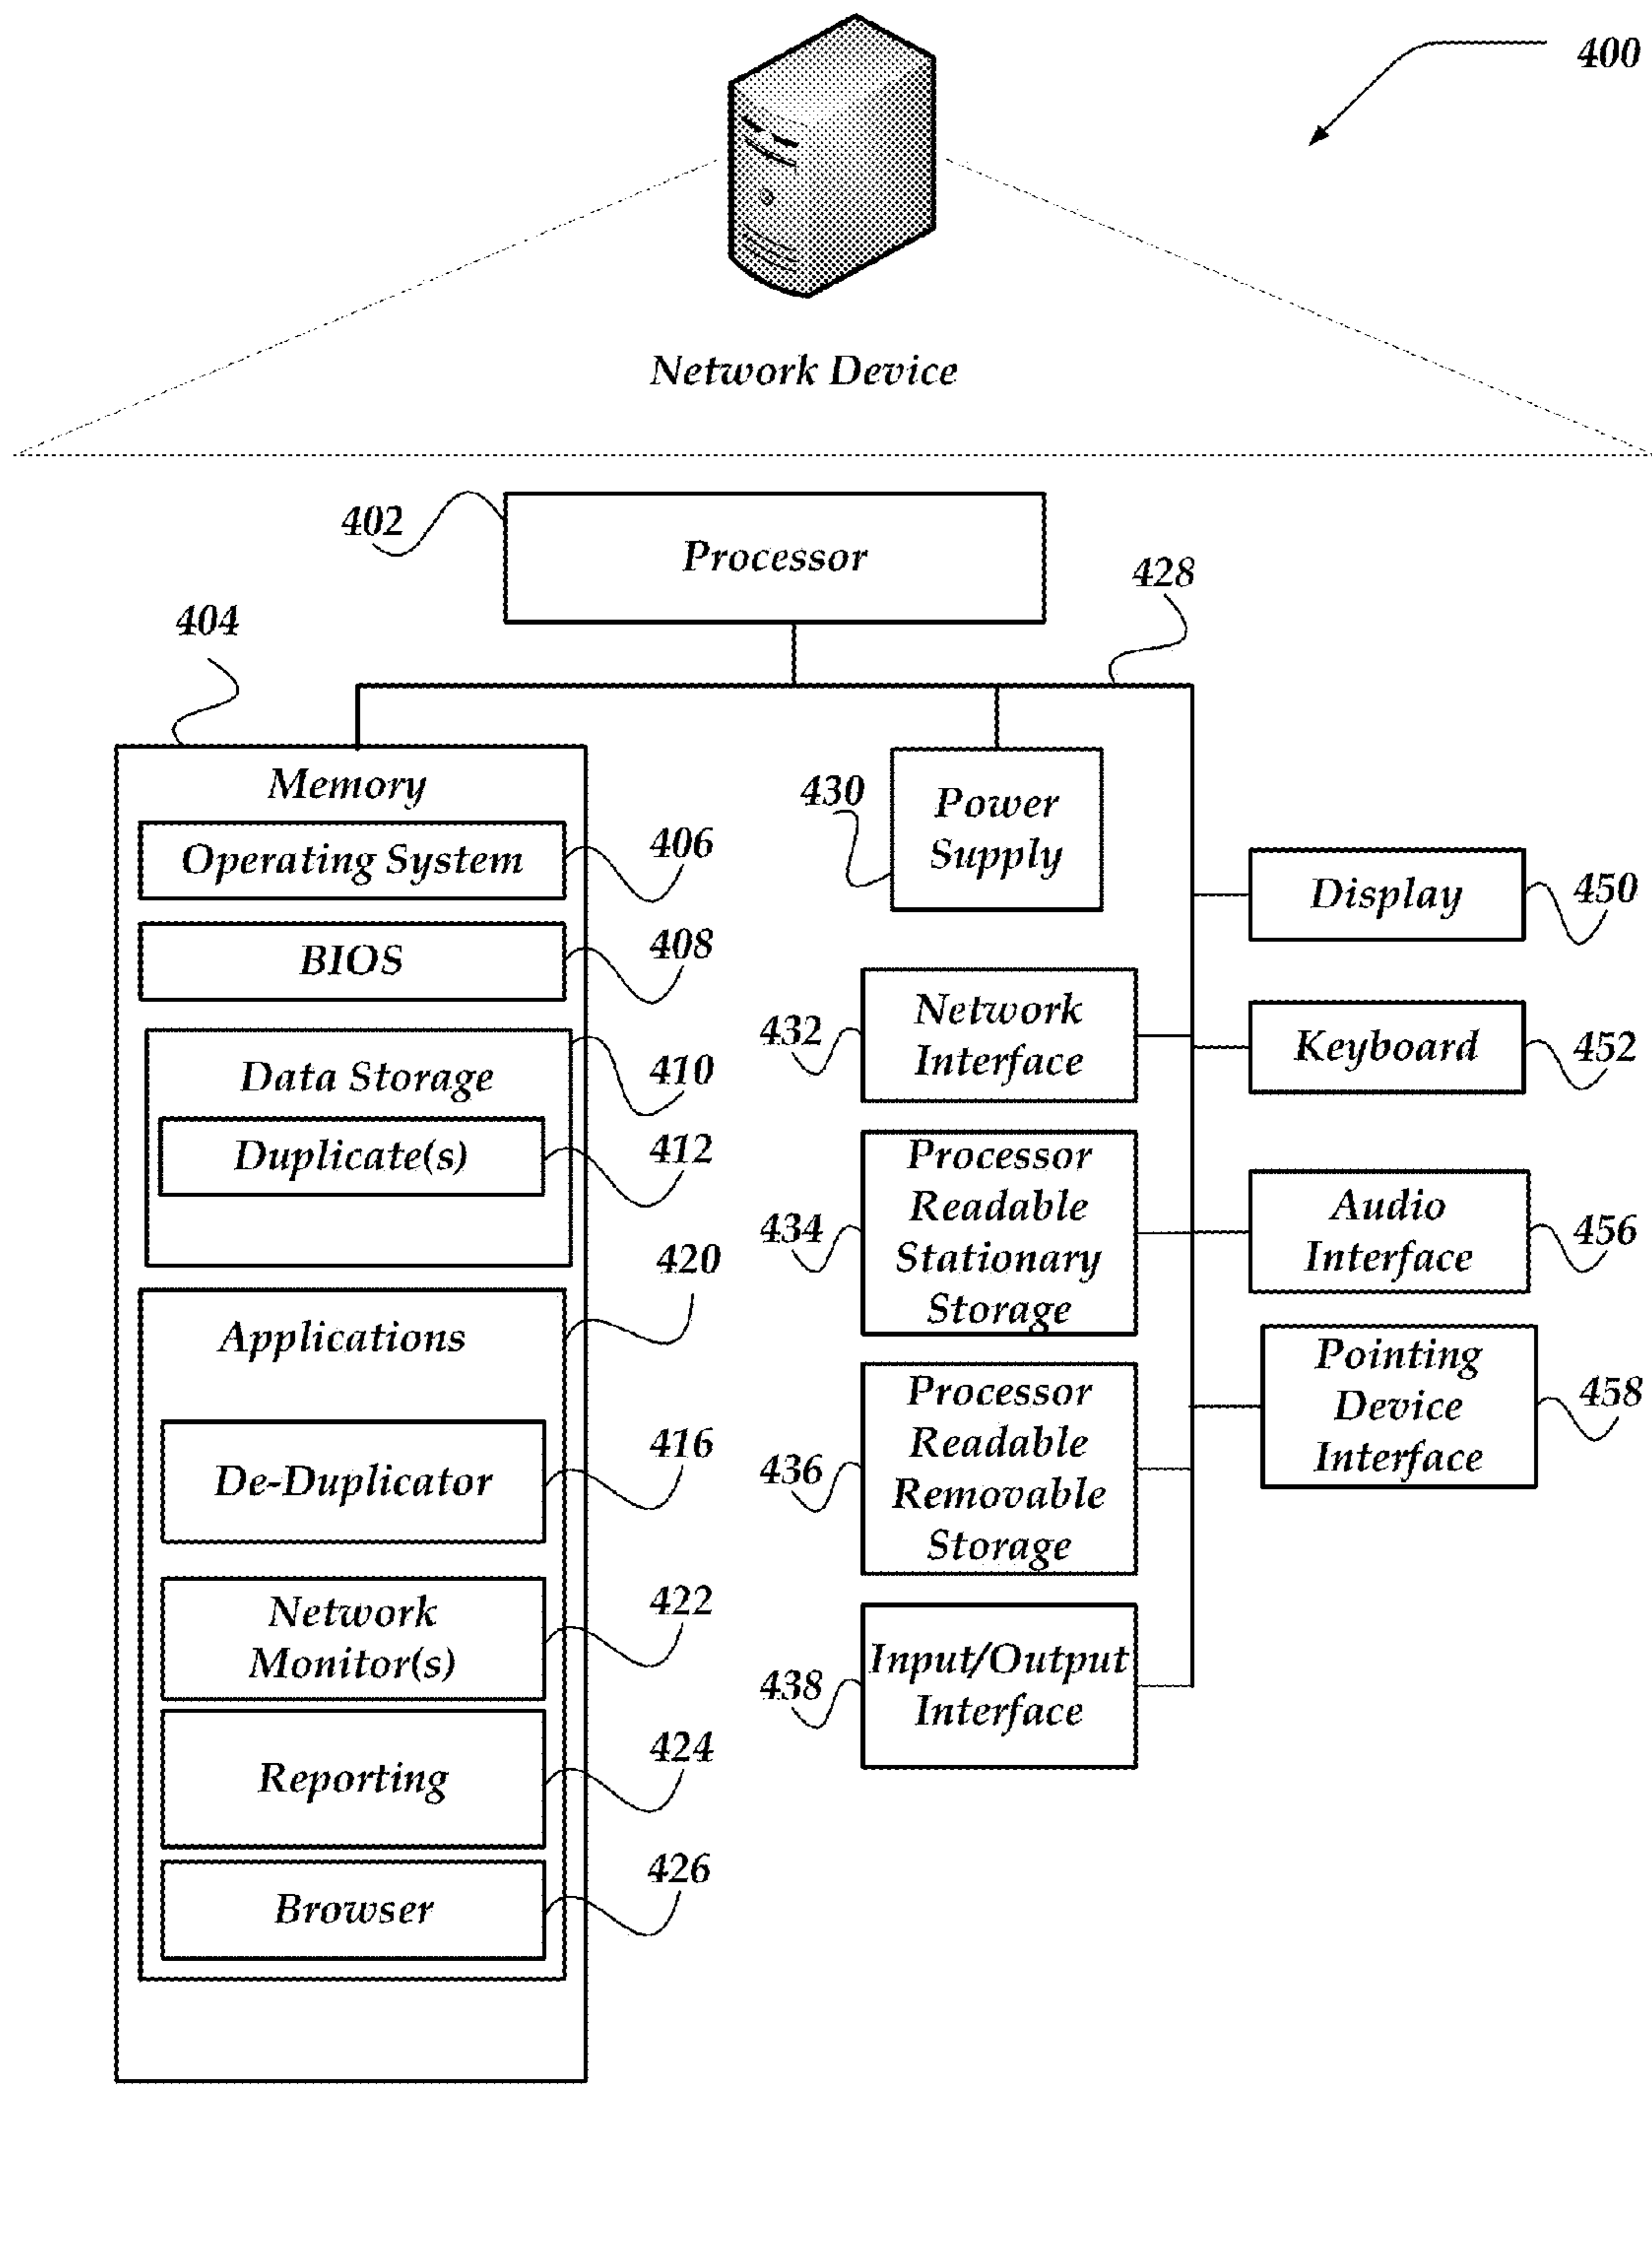 400
Network Device
402
Processor
428
404
Memory
Operating System
406
BIOS
408
Data Storage
410
Duplicate(s)
412
420
Applications
De-Duplicator
416
Network
Monitor(s)
422
Reporting
424
Browser
426
430
Power
Supply
432
Network
Interface
434
Processor
Readable
Stationary
Storage
436
Processor
Readable
Removable
Storage
438
Input/Output
Interface
Display
450
Keyboard
452
Audio
Interface
456
Pointing
Device
Interface
458